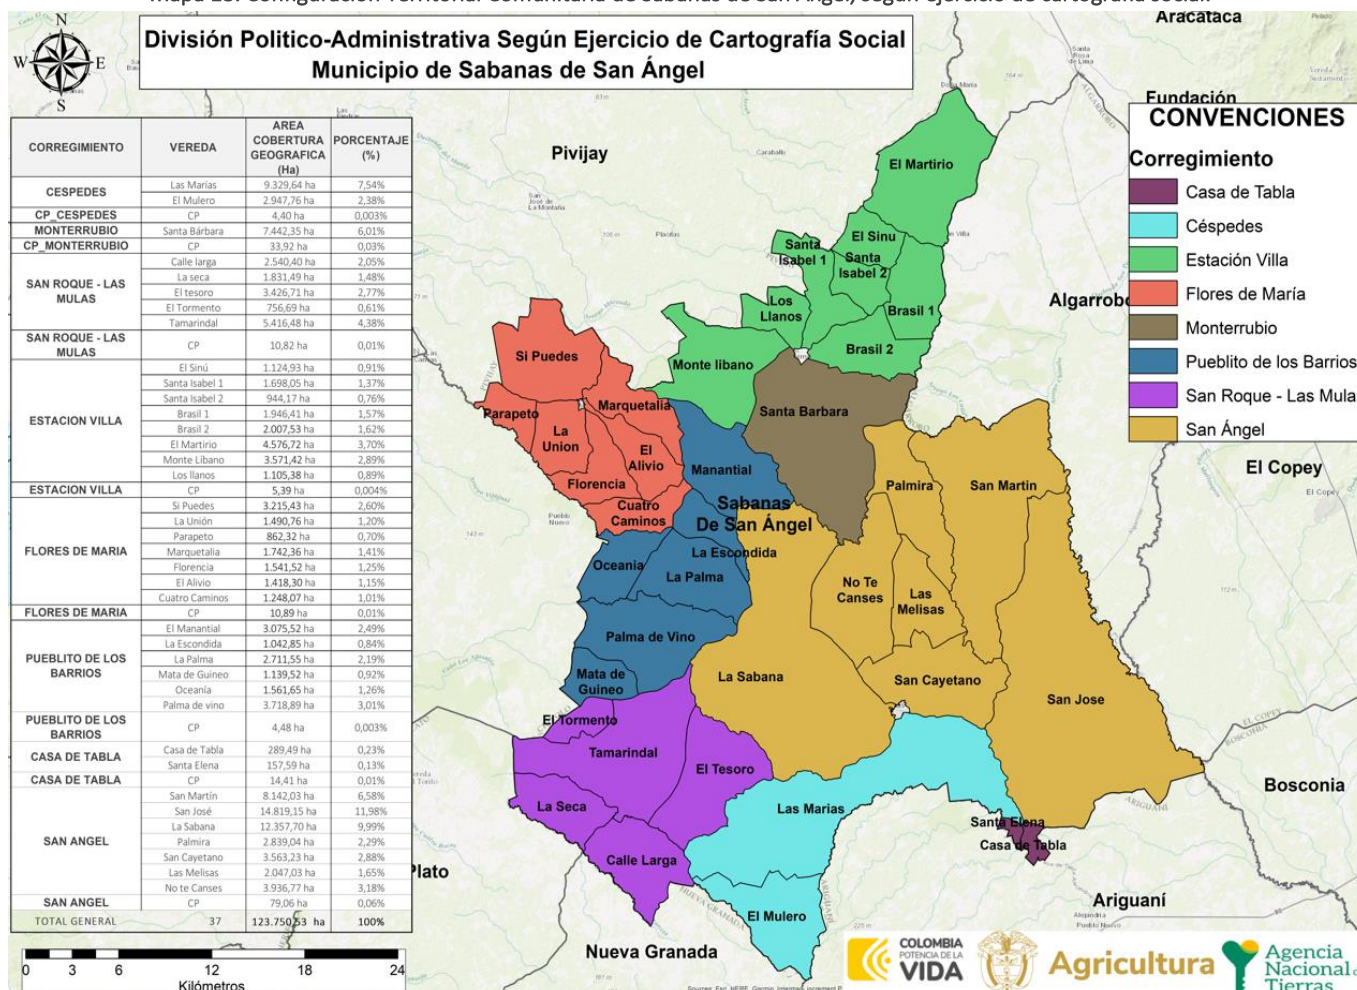 Mapa 23. Configuración Territorial Comunitaria de Sabanas de San Ángel, según ejercicio de cartografía social.
División Politico-Administrativa Según Ejercicio de Cartografía Social
Municipio de Sabanas de San Ángel
N
W E
S
CORREGIMIENTO VEREDA AREA COBERTURA GEOGRAFICA (Ha) PORCENTAJE (%)
CESPEDES Las Marías 9.329,64 ha 7,54%
El Mulero 2.947,76 ha 2,38%
CP_CESPEDES CP 4,40 ha 0,003%
MONTERRUBIO Santa Bárbara 7.442,35 ha 6,01%
CP_MONTERRUBIO CP 33,92 ha 0,03%
SAN ROQUE - LAS MULAS Calle larga 2.540,40 ha 2,05%
La seca 1.831,49 ha 1,48%
El tesoro 3.426,71 ha 2,77%
El Tormento 756,69 ha 0,61%
Tamarindal 5.416,48 ha 4,38%
SAN ROQUE - LAS MULAS CP 10,82 ha 0,01%
ESTACION VILLA El Sinú 1.124,93 ha 0,91%
Santa Isabel 1 1.698,05 ha 1,37%
Santa Isabel 2 944,17 ha 0,76%
Brasil 1 1.946,41 ha 1,57%
Brasil 2 2.007,53 ha 1,62%
El Martirio 4.576,72 ha 3,70%
Monte Líbano 3.571,42 ha 2,89%
Los llanos 1.105,38 ha 0,89%
ESTACION VILLA CP 5,39 ha 0,004%
FLORES DE MARIA Si Puedes 3.215,43 ha 2,60%
La Unión 1.490,76 ha 1,20%
Parapeto 862,32 ha 0,70%
Marquetalia 1.742,36 ha 1,41%
Florencia 1.541,52 ha 1,25%
El Alivio 1.418,30 ha 1,15%
Cuatro Caminos 1.248,07 ha 1,01%
FLORES DE MARIA CP 10,89 ha 0,01%
PUEBLITO DE LOS BARRIOS El Manantial 3.075,52 ha 2,49%
La Escondida 1.042,85 ha 0,84%
La Palma 2.711,55 ha 2,19%
Mata de Guineo 1.139,52 ha 0,92%
Oceanía 1.561,65 ha 1,26%
Palma de vino 3.718,89 ha 3,01%
PUEBLITO DE LOS BARRIOS CP 4,48 ha 0,003%
CASA DE TABLA Casa de Tabla 289,49 ha 0,23%
Santa Elena 157,59 ha 0,13%
CASA DE TABLA CP 14,41 ha 0,01%
SAN ANGEL San Martín 8.142,03 ha 6,58%
San José 14.819,15 ha 11,98%
La Sabana 12.357,70 ha 9,99%
Palmira 2.839,04 ha 2,29%
San Cayetano 3.563,23 ha 2,88%
Las Melisas 2.047,03 ha 1,65%
No te Canses 3.936,77 ha 3,18%
SAN ANGEL CP 79,06 ha 0,06%
TOTAL GENERAL 37 123.750,53 ha 100%
Aracataca
Fundación
Pivijay
Algarrobo
El Copey
Bosconia
Ariguaní
Nueva Granada
Plato
El Martirio
El Sinu
Santa
Isabel 1
Santa
Isabel 2
Los
Llanos
Brasil 1
Brasil 2
Monte libano
Si Puedes
Parapeto
Marquetalia
La
Union
El
Alivio
Florencia
Cuatro
Caminos
Santa Barbara
Manantial
Sabanas
De San Ángel
Palmira
San Martin
Oceania
La Escondida
La Palma
No Te
Canses
Las
Melisas
Palma de Vino
Mata de
Guineo
La Sabana
San Cayetano
San Jose
El Tormento
Tamarindal
El Tesoro
La Seca
Calle Larga
Las Marias
Santa Elena
Casa de Tabla
El Mulero
CONVENCIONES
Corregimiento
Casa de Tabla
Céspedes
Estación Villa
Flores de María
Monterrubio
Pueblito de los Barrios
San Roque - Las Mula
San Ángel
0 3 6 12 18 24
Kilómetros
COLOMBIA
POTENCIA DE LA
VIDA
Agricultura
Agencia
Nacional de
Tierras